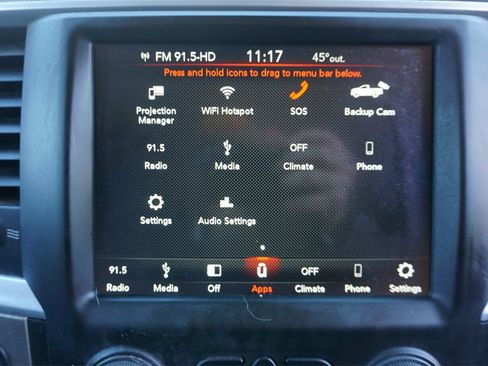 FM 91.5-HD 11:17 45°out.
Press and hold icons to drag to menu bar below.
Projection Manager WiFi Hotspot SOS Backup Cam
91.5 OFF
Radio Media Climate Phone
Settings Audio Settings
91.5 OFF
Radio Media Off Apps Climate Phone Settings